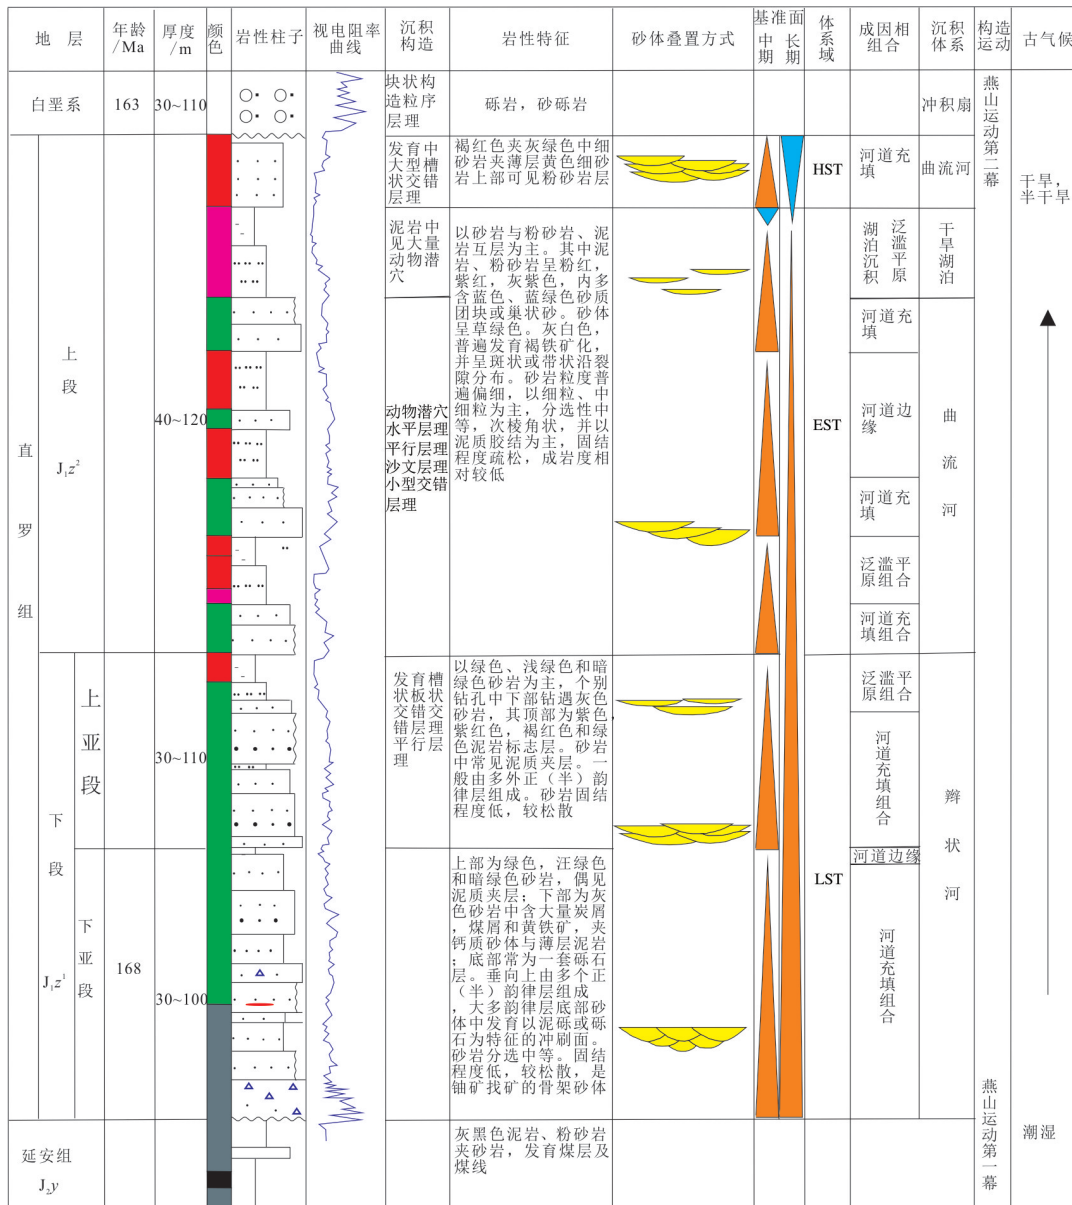 地 层
年龄
/Ma
厚度
/m
颜色
岩性柱子
视电阻率
曲线
沉积
构造
岩性特征
砂体叠置方式
基准面
中期
长期
体系域
成因相
组合
沉积
体系
构造
运动
古气候
白垩系
163
30~110
块状构
造粒序
层理
砾岩，砂砾岩
冲积扇
燕山运动第二幕
直罗组
上段
J₁z²
40~120
发育中
大型槽
状交错
层理
褐红色夹灰绿色中细
砂岩夹薄层黄色细砂
岩上部可见粉砂岩层
HST
河道充
填
曲流河
干旱，
半干旱
泥岩中
见大量
动物潜
穴
以砂岩与粉砂岩、泥
岩互层为主。其中泥
岩、粉砂岩呈粉红，
紫红，灰紫色，内多
含蓝色、蓝绿色砂质
团块或巢状砂。砂体
呈草绿色。灰白色，
普遍发育褐铁矿化，
并呈斑状或带状沿裂
隙分布。砂岩粒度普
遍偏细，以细粒、中
细粒为主，分选性中
等，次棱角状，并以
泥质胶结为主，固结
程度疏松，成岩度相
对较低
湖泊沉积
泛滥平原
干旱湖泊
动物潜穴
水平层理
平行层理
沙文层理
小型交错
层理
EST
河道充
填
河道边
缘
河道充
填
泛滥平
原组合
河道充
填组合
曲流河
下段
J₁z¹
上亚段
30~110
发育槽
状板状
交错交
错层理
平行层
理
以绿色、浅绿色和暗
绿色砂岩为主，个别
钻孔中下部钻遇灰色
砂岩，其顶部为紫色，
紫红色，褐红色和绿
色泥岩标志层。砂岩
中常见泥质夹层。一
般由多外正（半）韵
律层组成。砂岩固结
程度低，较松散
LST
泛滥平
原组合
河道充填组合
辫状河
下亚段
168
30~100
上部为绿色，汪绿色
和暗绿色砂岩，偶见
泥质夹层；下部为灰
色砂岩中含大量炭屑
，煤屑和黄铁矿，夹
钙质砂体与薄层泥岩
；底部常为一套砾石
层。垂向上由多个正
（半）韵律层组成
，大多韵律层底部砂
体中发育以泥砾或砾
石为特征的冲刷面。
砂岩分选中等。固结
程度低，较松散，是
铀矿找矿的骨架砂体
河道边缘
河道充填组合
燕山运动第一幕
延安组
J₂y
灰黑色泥岩、粉砂岩
夹砂岩，发育煤层及
煤线
潮湿